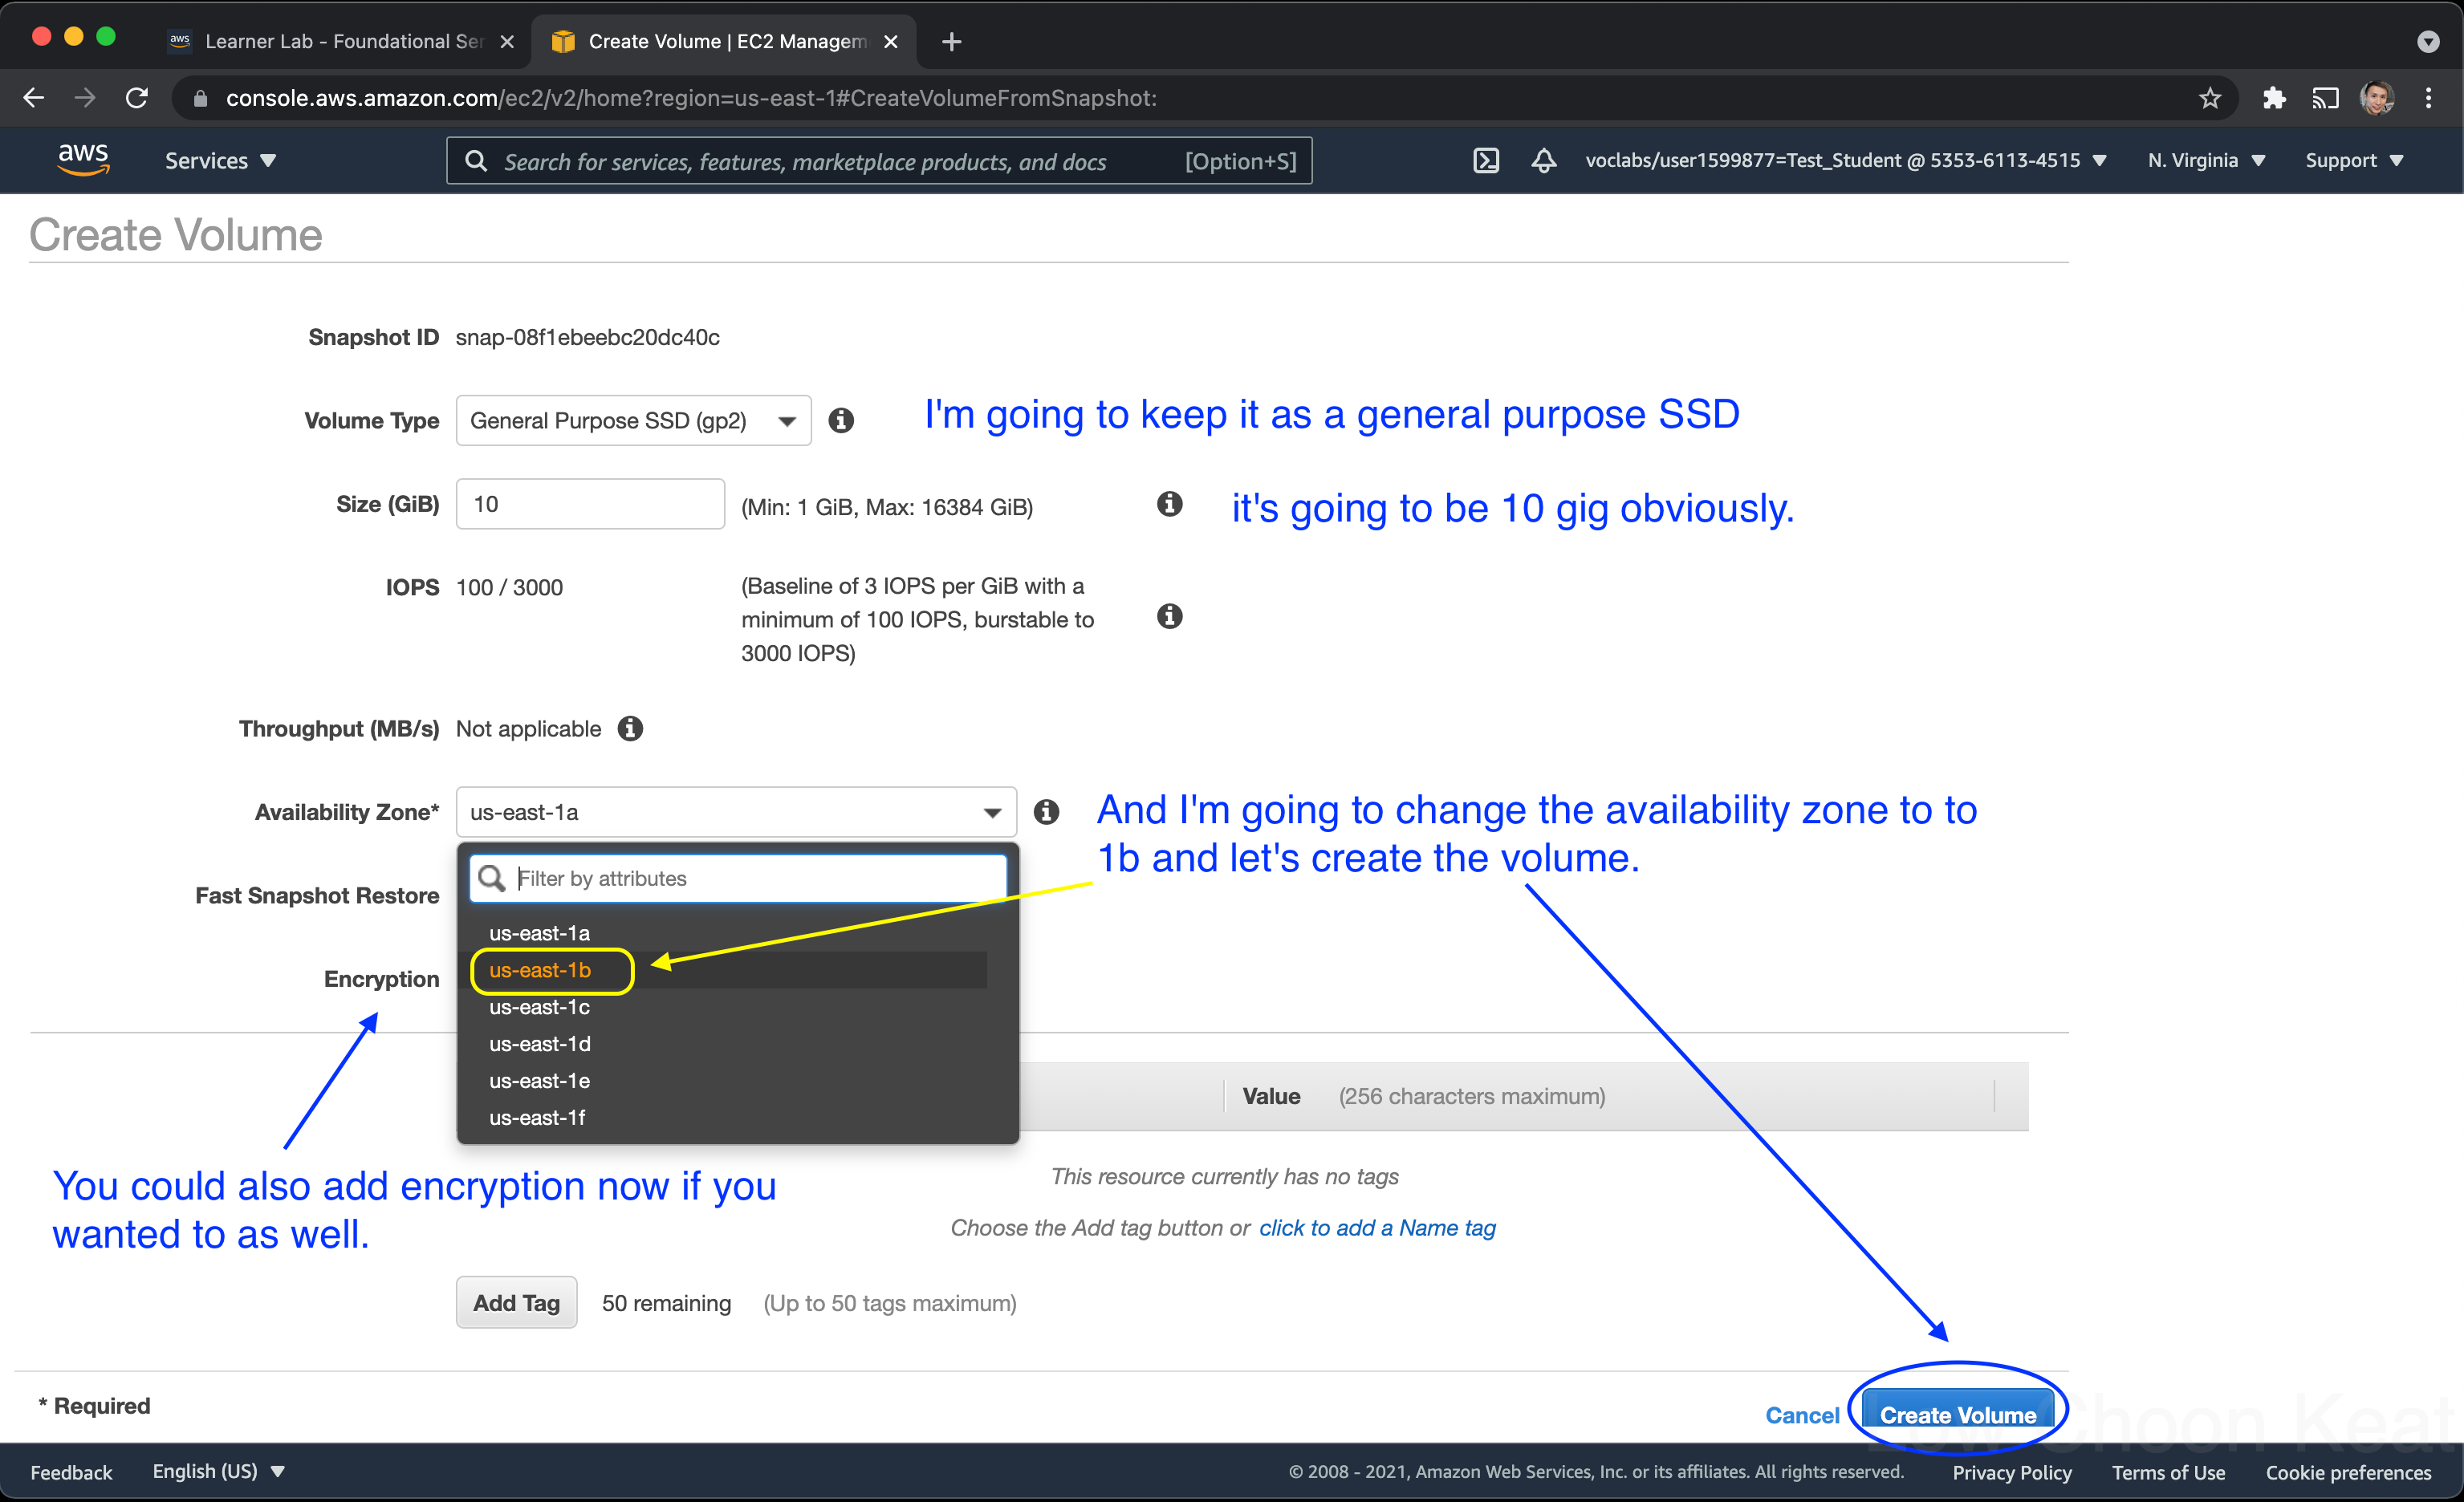 aws Learner Lab - Foundational Ser
Create Volume | EC2 Managem
console.aws.amazon.com/ec2/v2/home?region=us-east-1#CreateVolumeFromSnapshot:
aws Services Search for services, features, marketplace products, and docs [Option+S] voclabs/user1599877=Test_Student @ 5353-6113-4515 N. Virginia Support
Create Volume
Snapshot ID snap-08f1ebeebc20dc40c
Volume Type General Purpose SSD (gp2) I'm going to keep it as a general purpose SSD
Size (GiB) 10 (Min: 1 GiB, Max: 16384 GiB) it's going to be 10 gig obviously.
IOPS 100 / 3000 (Baseline of 3 IOPS per GiB with a
minimum of 100 IOPS, burstable to
3000 IOPS)
Throughput (MB/s) Not applicable
Availability Zone* us-east-1a And I'm going to change the availability zone to to
1b and let's create the volume.
Fast Snapshot Restore Filter by attributes
us-east-1a
Encryption us-east-1b
us-east-1c
us-east-1d
us-east-1e
us-east-1f
Value (256 characters maximum)
You could also add encryption now if you
wanted to as well.
This resource currently has no tags
Choose the Add tag button or click to add a Name tag
Add Tag 50 remaining (Up to 50 tags maximum)
* Required Cancel Create Volume
Low Choon Keat
Feedback English (US) © 2008 - 2021, Amazon Web Services, Inc. or its affiliates. All rights reserved. Privacy Policy Terms of Use Cookie preferences